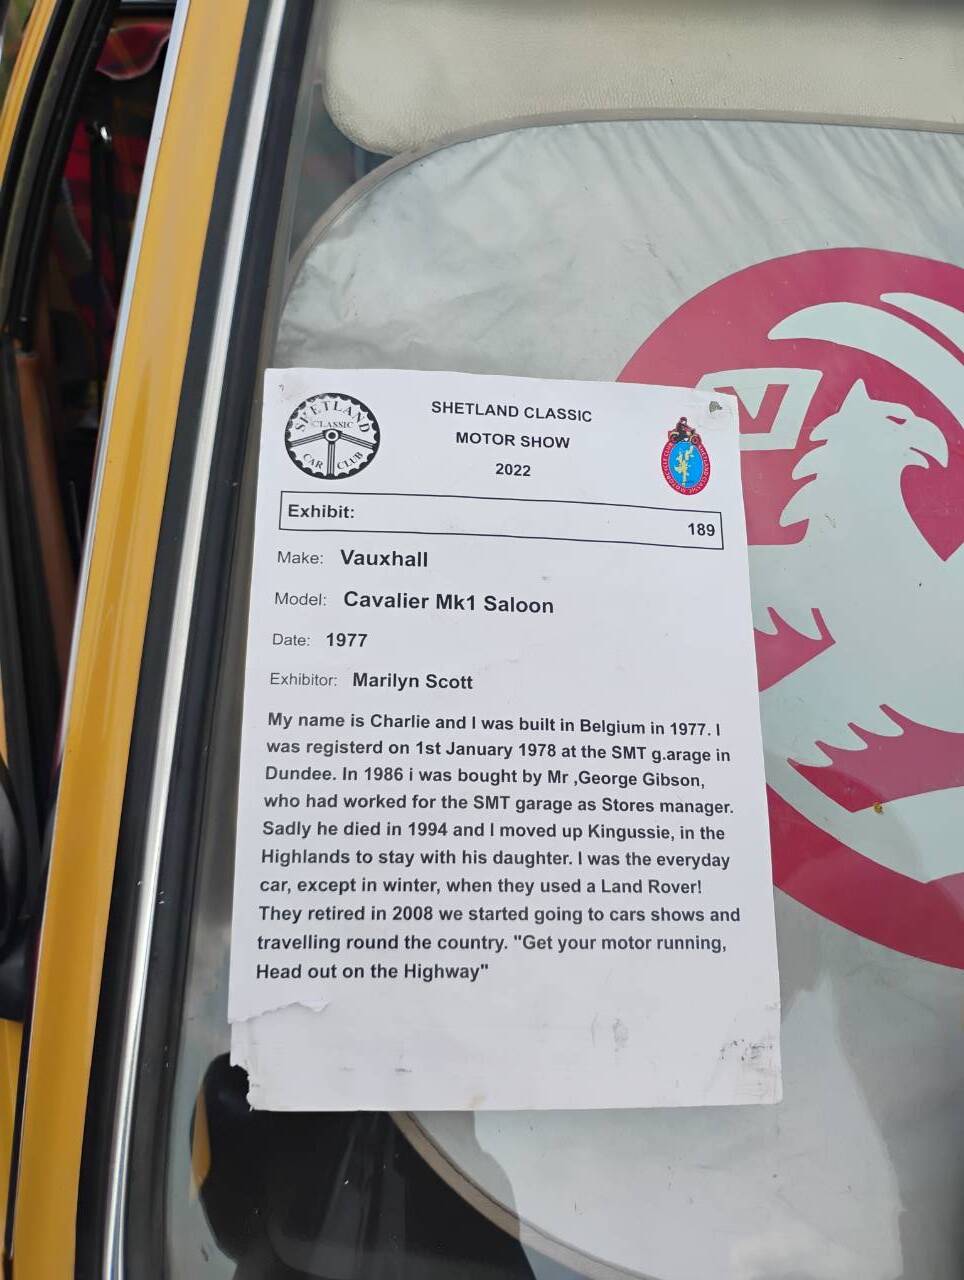 SHETLAND
CLASSIC
CAR CLUB
SHETLAND CLASSIC
MOTOR SHOW
2022
SHETLAND CLASSIC MOTORCYCLE CLUB
V
Exhibit: 189
Make: Vauxhall
Model: Cavalier Mk1 Saloon
Date: 1977
Exhibitor: Marilyn Scott
My name is Charlie and I was built in Belgium in 1977. I
was registerd on 1st January 1978 at the SMT g.arage in
Dundee. In 1986 i was bought by Mr ,George Gibson,
who had worked for the SMT garage as Stores manager.
Sadly he died in 1994 and I moved up Kingussie, in the
Highlands to stay with his daughter. I was the everyday
car, except in winter, when they used a Land Rover!
They retired in 2008 we started going to cars shows and
travelling round the country. "Get your motor running,
Head out on the Highway"